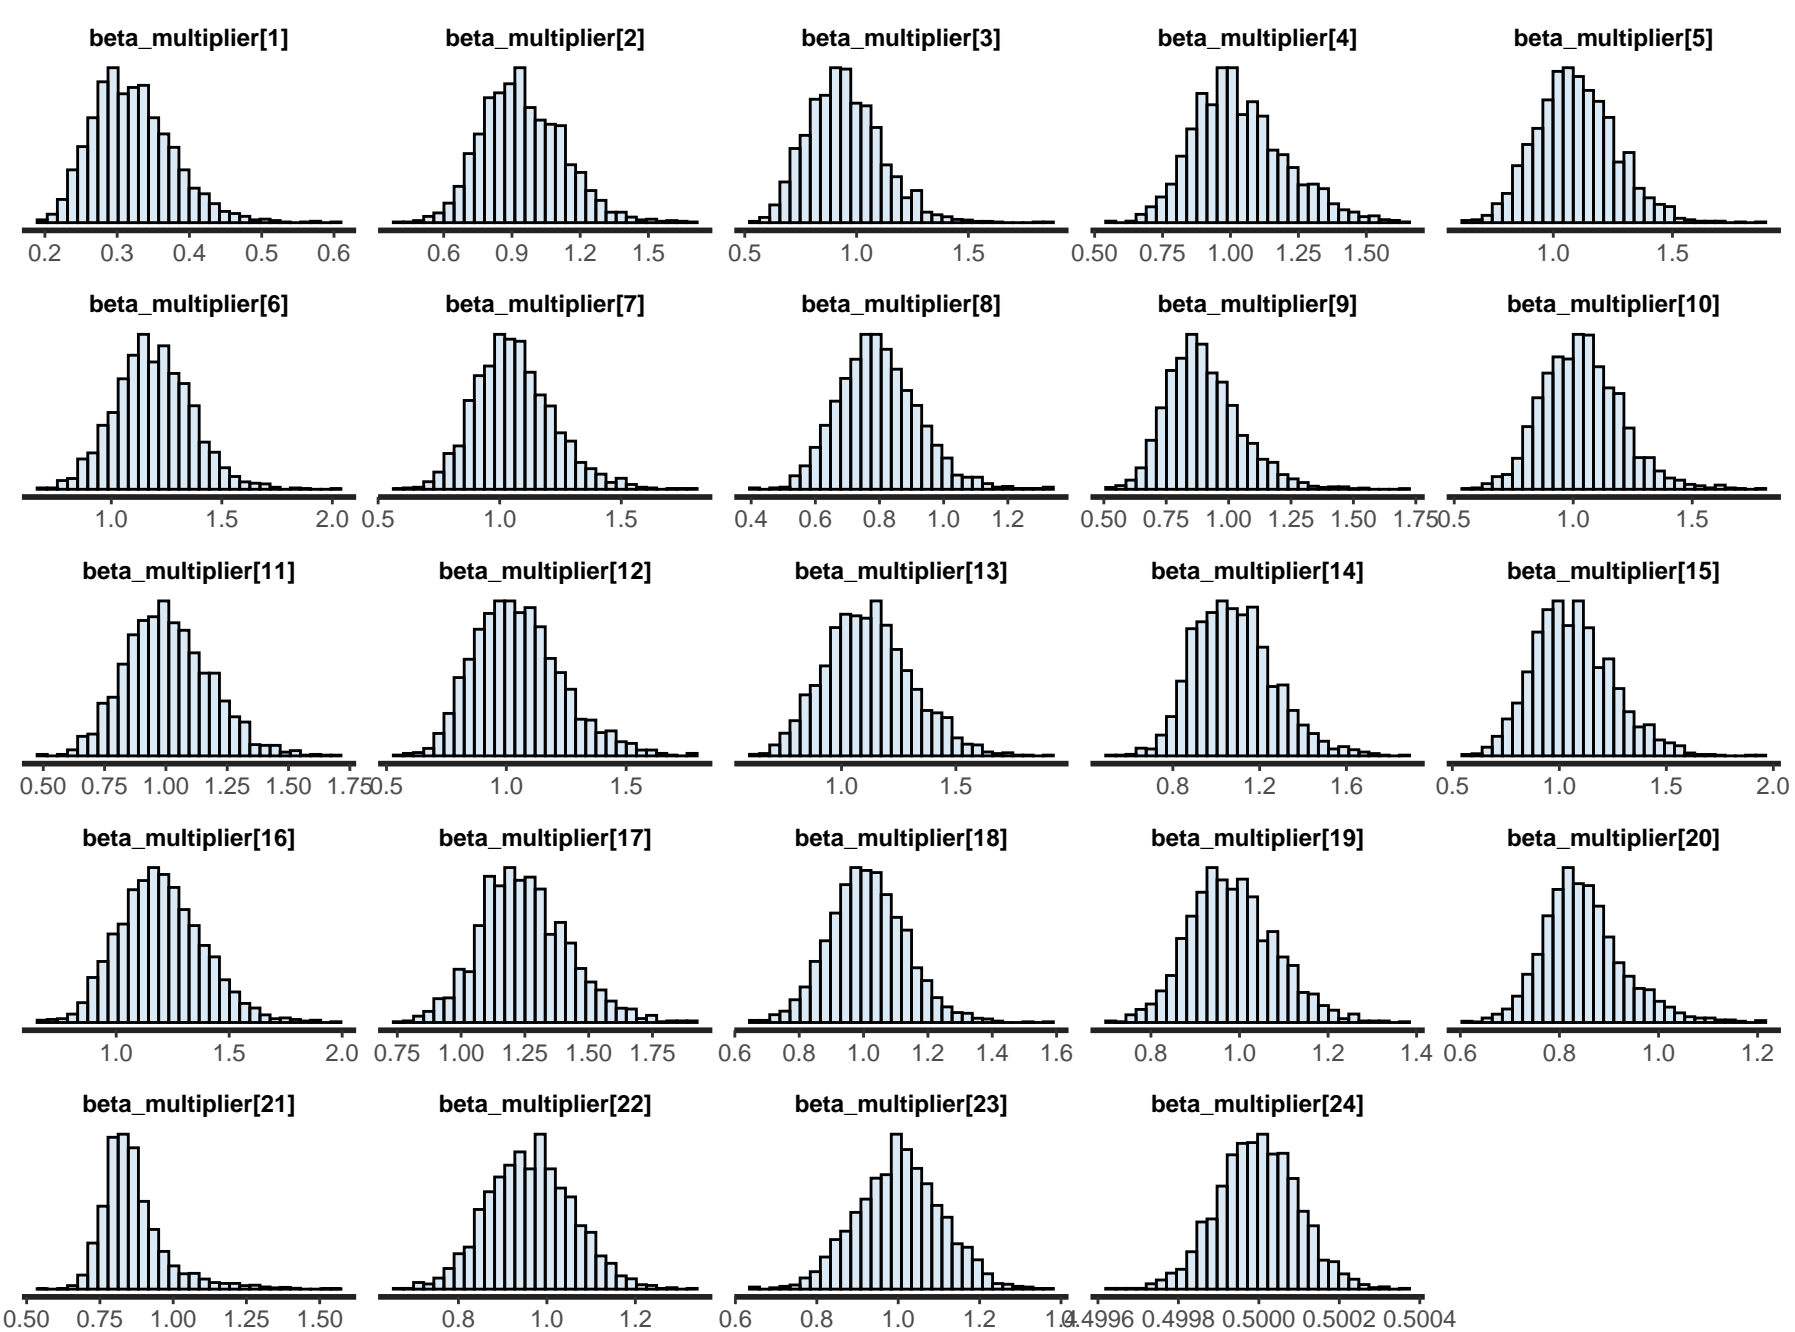 beta_multiplier[1] beta_multiplier[2] beta_multiplier[3] beta_multiplier[4] beta_multiplier[5]
0.2 0.3 0.4 0.5 0.6 0.6 0.9 1.2 1.5 0.5 1.0 1.5 0.50 0.75 1.00 1.25 1.50 1.0 1.5
beta_multiplier[6] beta_multiplier[7] beta_multiplier[8] beta_multiplier[9] beta_multiplier[10]
1.0 1.5 2.0 0.5 1.0 1.5 0.4 0.6 0.8 1.0 1.2 0.50 0.75 1.00 1.25 1.50 1.75 0.5 1.0 1.5
beta_multiplier[11] beta_multiplier[12] beta_multiplier[13] beta_multiplier[14] beta_multiplier[15]
0.50 0.75 1.00 1.25 1.50 1.75 0.5 1.0 1.5 1.0 1.5 0.8 1.2 1.6 0.5 1.0 1.5 2.0
beta_multiplier[16] beta_multiplier[17] beta_multiplier[18] beta_multiplier[19] beta_multiplier[20]
1.0 1.5 2.0 0.75 1.00 1.25 1.50 1.75 0.6 0.8 1.0 1.2 1.4 1.6 0.8 1.0 1.2 1.4 0.6 0.8 1.0 1.2
beta_multiplier[21] beta_multiplier[22] beta_multiplier[23] beta_multiplier[24]
0.50 0.75 1.00 1.25 1.50 0.8 1.0 1.2 0.6 0.8 1.0 1.2 1.4 0.4996 0.4998 0.5000 0.5002 0.5004